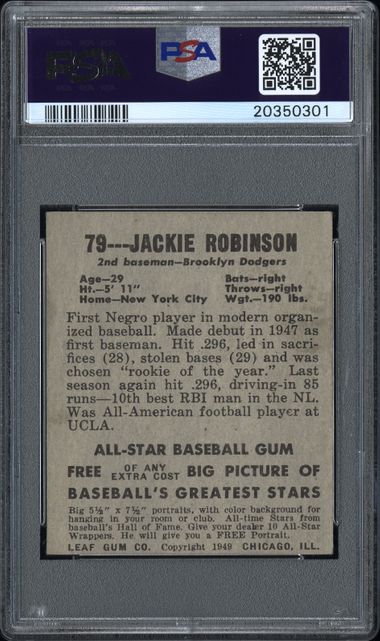 PSA
PSA
20350301
79---JACKIE ROBINSON
2nd baseman—Brooklyn Dodgers
Age—29 Bats—right
Ht.—5' 11" Throws—right
Home—New York City Wgt.—190 lbs.
First Negro player in modern organ-
ized baseball. Made debut in 1947 as
first baseman. Hit .296, led in sacri-
fices (28), stolen bases (29) and was
chosen "rookie of the year." Last
season again hit .296, driving-in 85
runs—10th best RBI man in the NL.
Was All-American football player at
UCLA.
ALL-STAR BASEBALL GUM
FREE OF ANY EXTRA COST BIG PICTURE OF
BASEBALL'S GREATEST STARS
Big 5½" x 7½" portraits, with color background for
hanging in your room or club. All-time Stars from
baseball's Hall of Fame. Give your dealer 10 All-Star
Wrappers. He will give you a FREE Portrait.
LEAF GUM CO. Copyright 1949 CHICAGO, ILL.